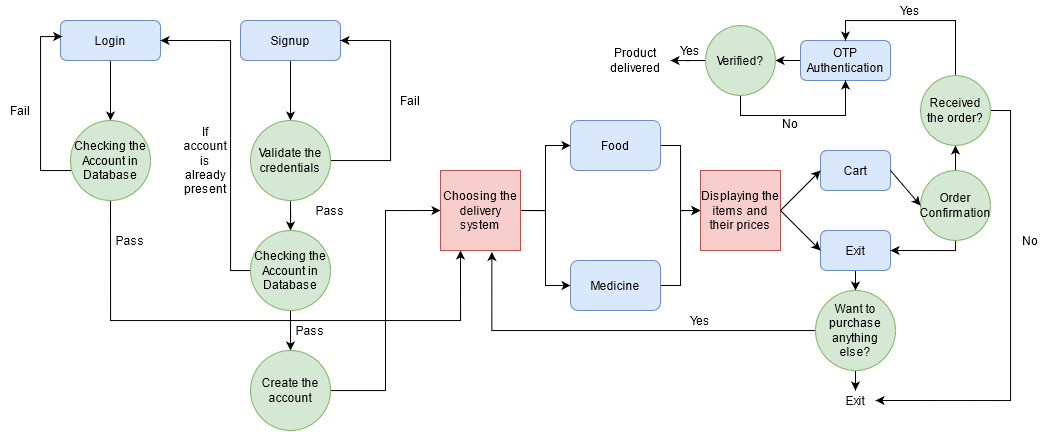 Login
Fail
Checking the
Account in
Database
Pass
Signup
Fail
If
account
is
already
present
Validate the
credentials
Pass
Checking the
Account in
Database
Pass
Create the
account
Choosing the
delivery
system
Food
Medicine
Displaying the
items and
their prices
Cart
Exit
Order
Confirmation
Received
the order?
Yes
No
OTP
Authentication
Verified?
Yes
No
Product
delivered
Want to
purchase
anything
else?
Yes
Exit